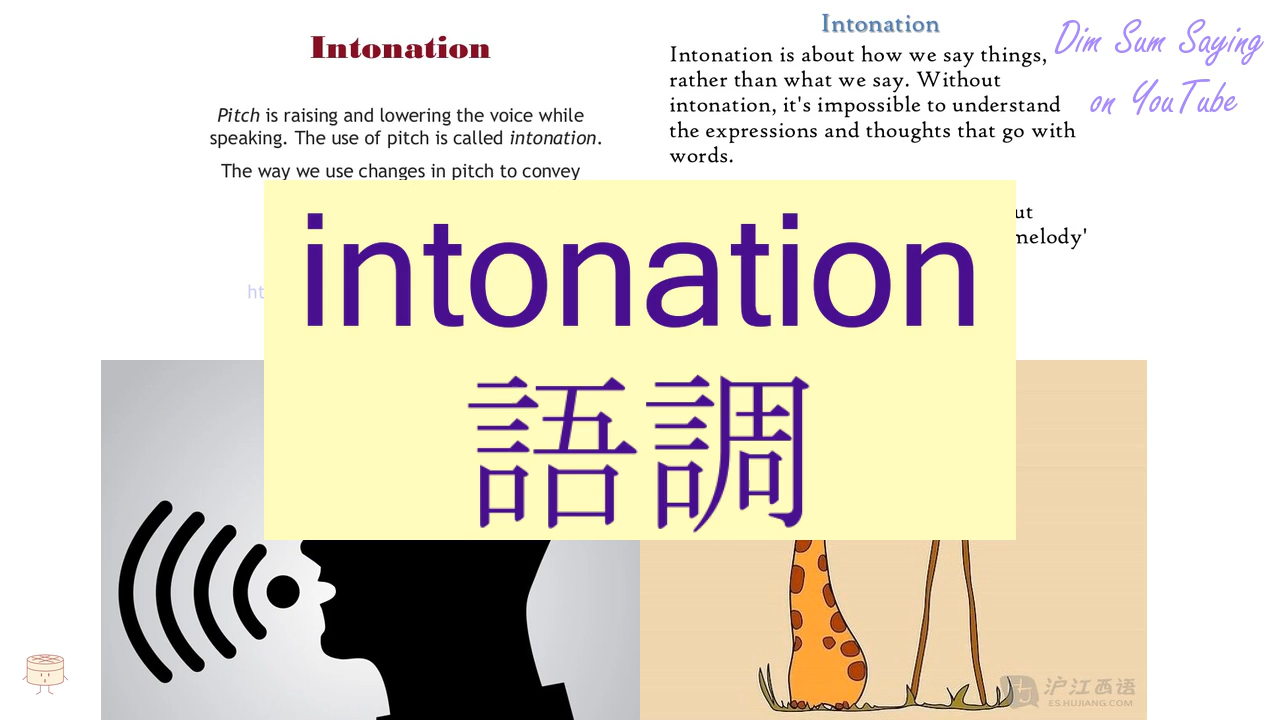 Intonation
Pitch is raising and lowering the voice while
speaking. The use of pitch is called intonation.
The way we use changes in pitch to convey
Intonation
Intonation is about how we say things,
rather than what we say. Without
intonation, it's impossible to understand
the expressions and thoughts that go with
words.
melody'
Dim Sum Saying
on YouTube
intonation
語調
沪江西语
ES.HUJIANG.COM